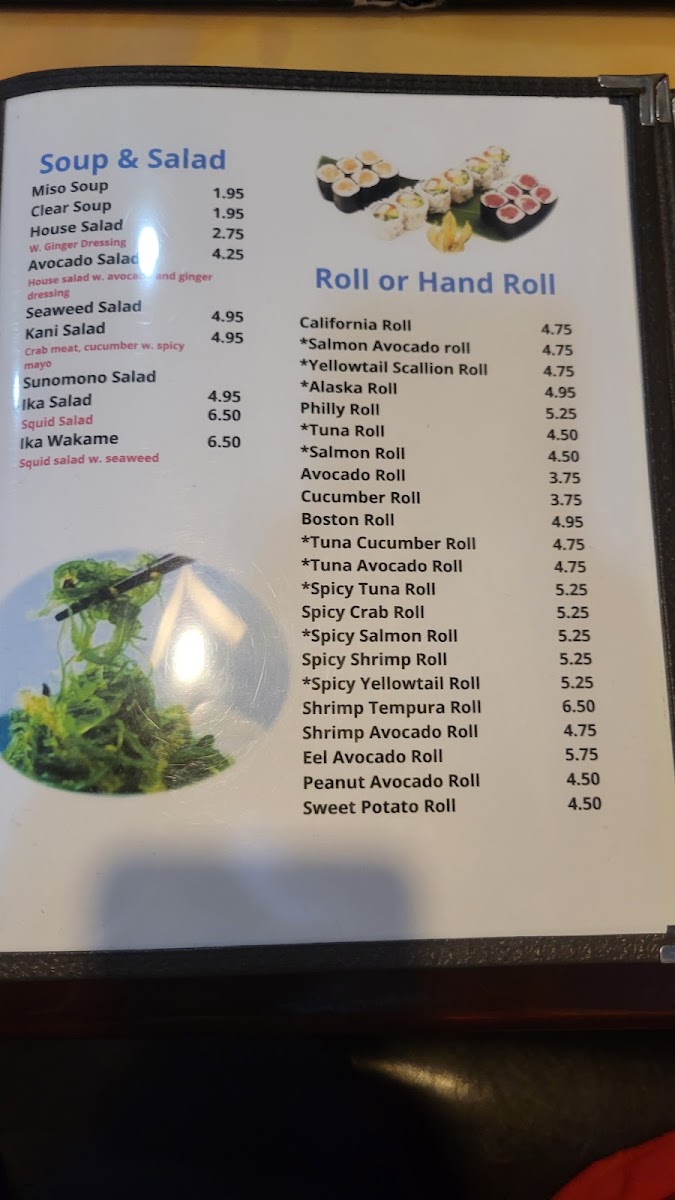 Soup & Salad
Miso Soup 1.95
Clear Soup 1.95
House Salad 2.75
W. Ginger Dressing
Avocado Salad 4.25
House salad w. avocado and ginger
dressing
Seaweed Salad 4.95
Kani Salad 4.95
Crab meat, cucumber w. spicy
mayo
Sunomono Salad 4.95
Ika Salad 6.50
Squid Salad
Ika Wakame 6.50
Squid salad w. seaweed
Roll or Hand Roll
California Roll 4.75
*Salmon Avocado roll 4.75
*Yellowtail Scallion Roll 4.75
*Alaska Roll 4.95
Philly Roll 5.25
*Tuna Roll 4.50
*Salmon Roll 4.50
Avocado Roll 3.75
Cucumber Roll 3.75
Boston Roll 4.95
*Tuna Cucumber Roll 4.75
*Tuna Avocado Roll 4.75
*Spicy Tuna Roll 5.25
Spicy Crab Roll 5.25
*Spicy Salmon Roll 5.25
Spicy Shrimp Roll 5.25
*Spicy Yellowtail Roll 5.25
Shrimp Tempura Roll 6.50
Shrimp Avocado Roll 4.75
Eel Avocado Roll 5.75
Peanut Avocado Roll 4.50
Sweet Potato Roll 4.50